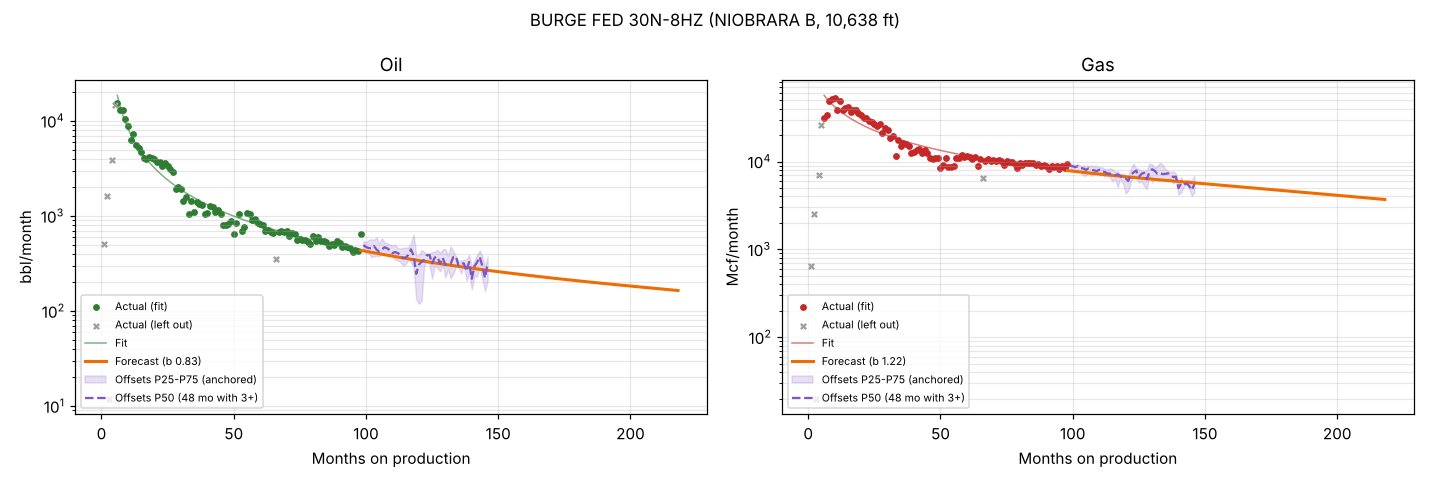 BURGE FED 30N-8HZ (NIOBRARA B, 10,638 ft)
Oil
bbl/month
10⁴
10³
10²
10¹
Actual (fit)
Actual (left out)
Fit
Forecast (b 0.83)
Offsets P25-P75 (anchored)
Offsets P50 (48 mo with 3+)
0 50 100 150 200
Months on production
Gas
Mcf/month
10⁴
10³
10²
Actual (fit)
Actual (left out)
Fit
Forecast (b 1.22)
Offsets P25-P75 (anchored)
Offsets P50 (48 mo with 3+)
0 50 100 150 200
Months on production